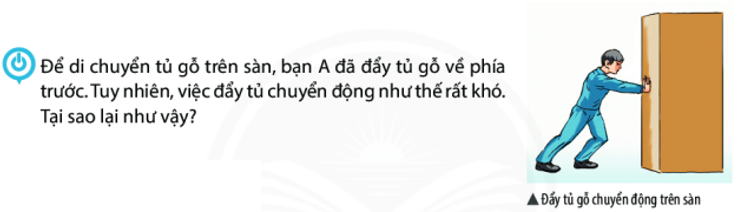 Để di chuyển tủ gỗ trên sàn, bạn A đã đẩy tủ gỗ về phía
trước. Tuy nhiên, việc đẩy tủ chuyển động như thế rất khó.
Tại sao lại như vậy?
▲ Đẩy tủ gỗ chuyển động trên sàn